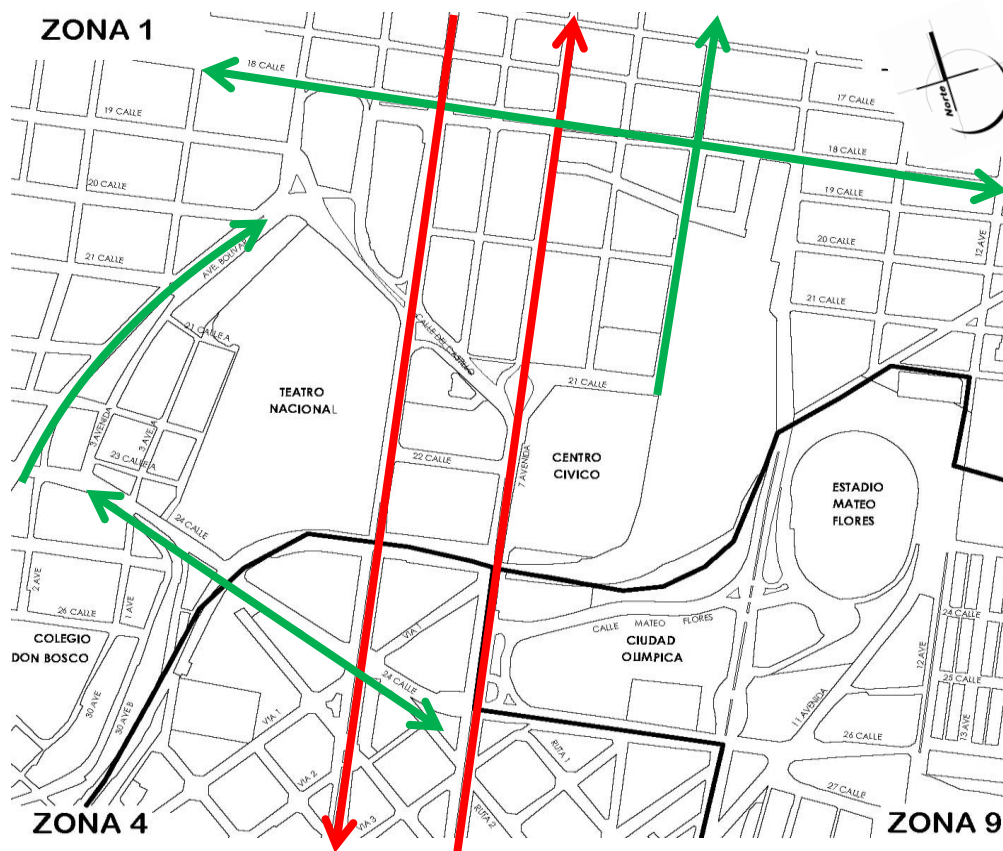 ZONA 1
18 CALLE
17 CALLE
Norte
19 CALLE
18 CALLE
20 CALLE
19 CALLE
12 AVE
20 CALLE
21 CALLE
AVE. BOLIVAR
21 CALLE
21 CALLE A
CALLE DEL CASTILLO
21 CALLE
TEATRO
NACIONAL
3 AVENIDA
3 AVE A
23 CALLE A
22 CALLE
7 AVENIDA
CENTRO
CIVICO
ESTADIO
MATEO
FLORES
24 CALLE
2 AVE
1 AVE
26 CALLE
COLEGIO
DON BOSCO
VIA 1
CALLE MATEO FLORES
CIUDAD
OLIMPICA
24 CALLE
12 AVE
24 CALLE
25 CALLE
30 AVE
30 AVE B
VIA 1
11 AVENIDA
13 AVE
26 CALLE
RUTA 1
VIA 2
27 CALLE
VIA 3
RUTA 2
ZONA 4
ZONA 9